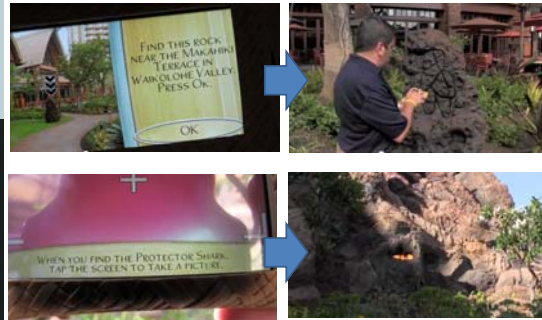 FIND THIS ROCK
NEAR THE MAKAHIKI
TERRACE IN
WAIKOLOHE VALLEY.
PRESS OK.
OK
WHEN YOU FIND THE PROTECTOR SHARK,
TAP THE SCREEN TO TAKE A PICTURE.